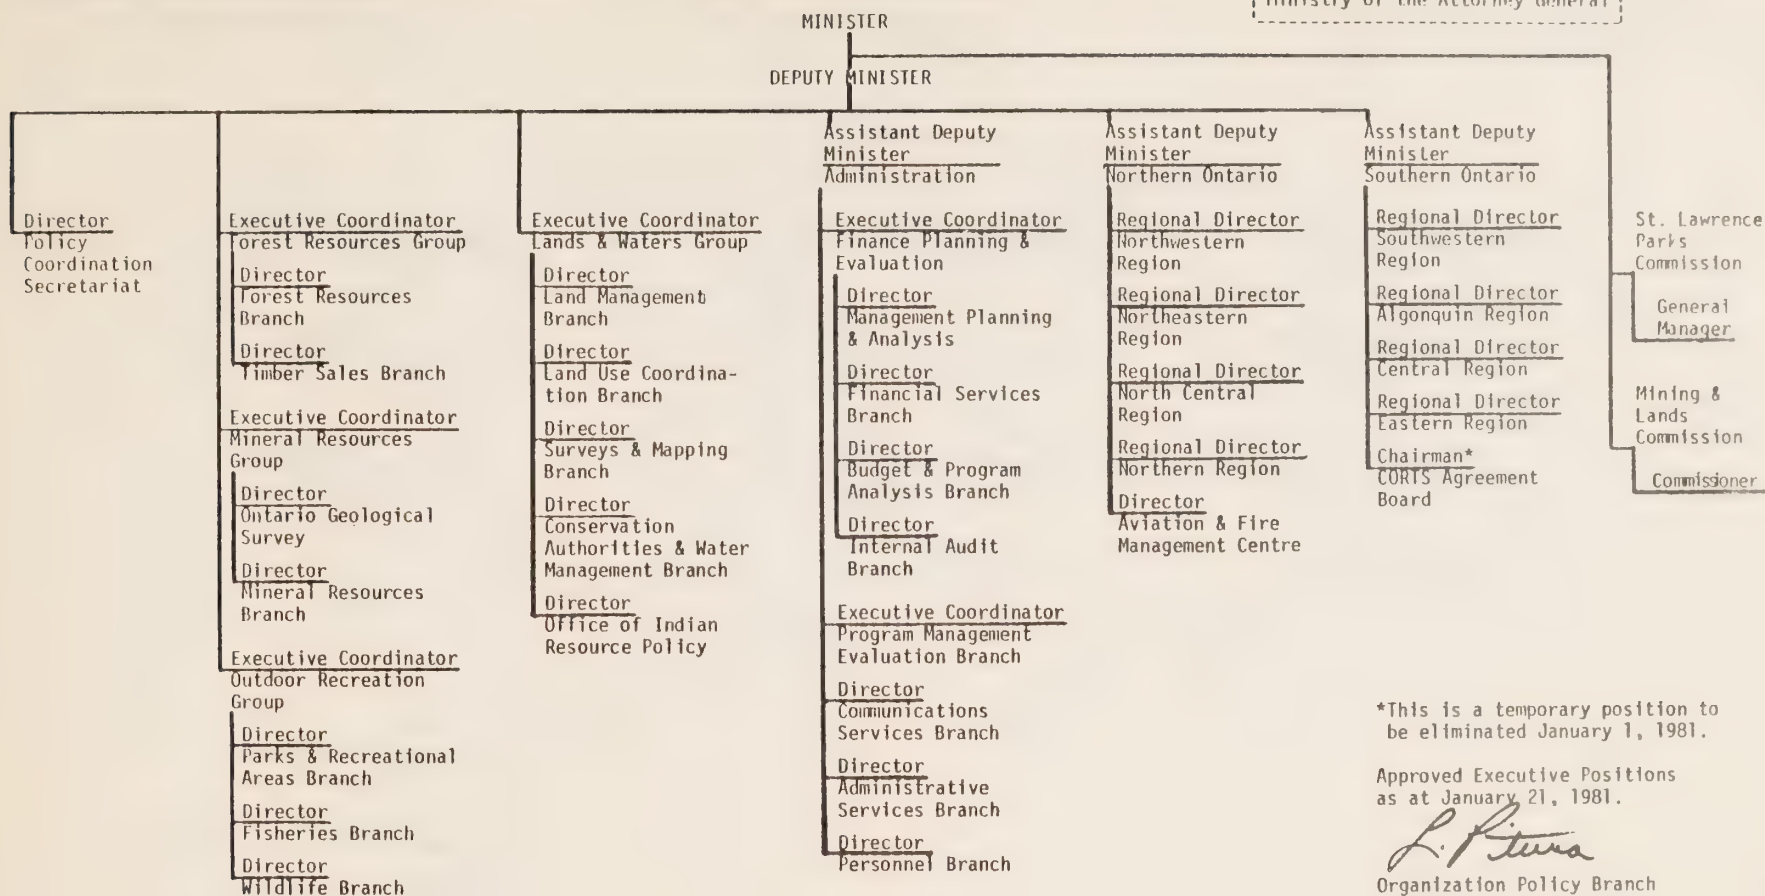 Ministry of the Attorney General
MINISTER
DEPUTY MINISTER
Director
Policy
Coordination
Secretariat
Executive Coordinator
Forest Resources Group
Director
Forest Resources
Branch
Director
Timber Sales Branch
Executive Coordinator
Mineral Resources
Group
Director
Ontario Geological
Survey
Director
Mineral Resources
Branch
Executive Coordinator
Outdoor Recreation
Group
Director
Parks & Recreational
Areas Branch
Director
Fisheries Branch
Director
Wildlife Branch
Executive Coordinator
Lands & Waters Group
Director
Land Management
Branch
Director
Land Use Coordina-
tion Branch
Director
Surveys & Mapping
Branch
Director
Conservation
Authorities & Water
Management Branch
Director
Office of Indian
Resource Policy
Assistant Deputy
Minister
Administration
Executive Coordinator
Finance Planning &
Evaluation
Director
Management Planning
& Analysis
Director
Financial Services
Branch
Director
Budget & Program
Analysis Branch
Director
Internal Audit
Branch
Executive Coordinator
Program Management
Evaluation Branch
Director
Communications
Services Branch
Director
Administrative
Services Branch
Director
Personnel Branch
Assistant Deputy
Minister
Northern Ontario
Regional Director
Northwestern
Region
Regional Director
Northeastern
Region
Regional Director
North Central
Region
Regional Director
Northern Region
Director
Aviation & Fire
Management Centre
Assistant Deputy
Minister
Southern Ontario
Regional Director
Southwestern
Region
Regional Director
Algonquin Region
Regional Director
Central Region
Regional Director
Eastern Region
Chairman*
CORTS Agreement
Board
St. Lawrence
Parks
Commission
General
Manager
Mining &
Lands
Commission
Commissioner
*This is a temporary position to
be eliminated January 1, 1981.
Approved Executive Positions
as at January 21, 1981.
Organization Policy Branch